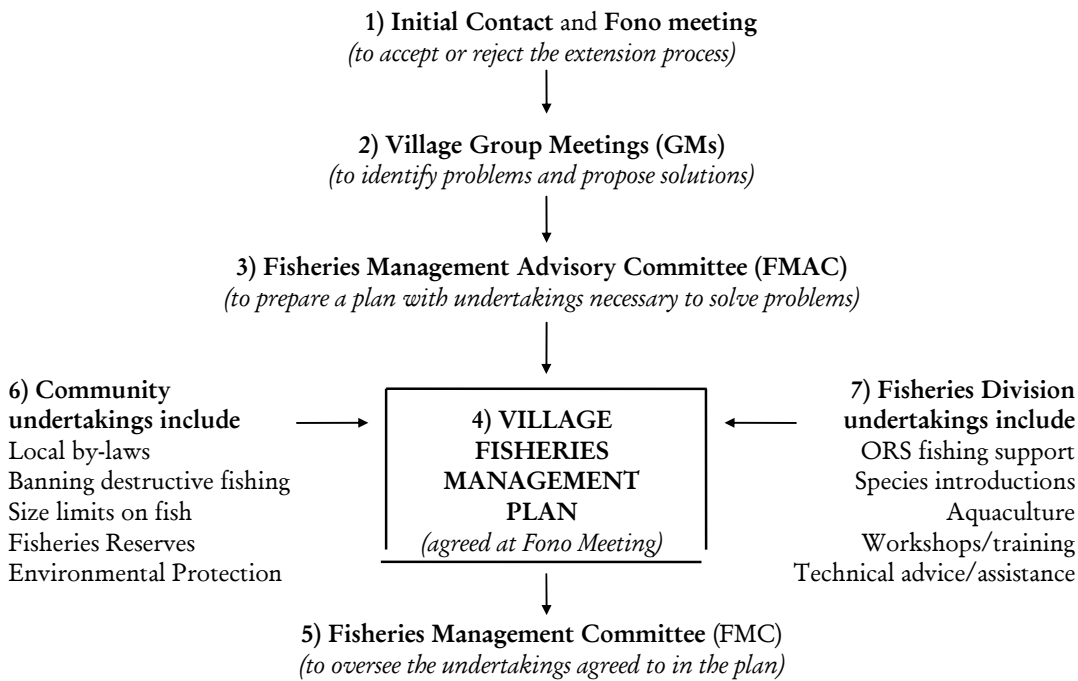 1) Initial Contact and Fono meeting
(to accept or reject the extension process)
2) Village Group Meetings (GMs)
(to identify problems and propose solutions)
3) Fisheries Management Advisory Committee (FMAC)
(to prepare a plan with undertakings necessary to solve problems)
6) Community
undertakings include
Local by-laws
Banning destructive fishing
Size limits on fish
Fisheries Reserves
Environmental Protection
4) VILLAGE
FISHERIES
MANAGEMENT
PLAN
(agreed at Fono Meeting)
7) Fisheries Division
undertakings include
ORS fishing support
Species introductions
Aquaculture
Workshops/training
Technical advice/assistance
5) Fisheries Management Committee (FMC)
(to oversee the undertakings agreed to in the plan)